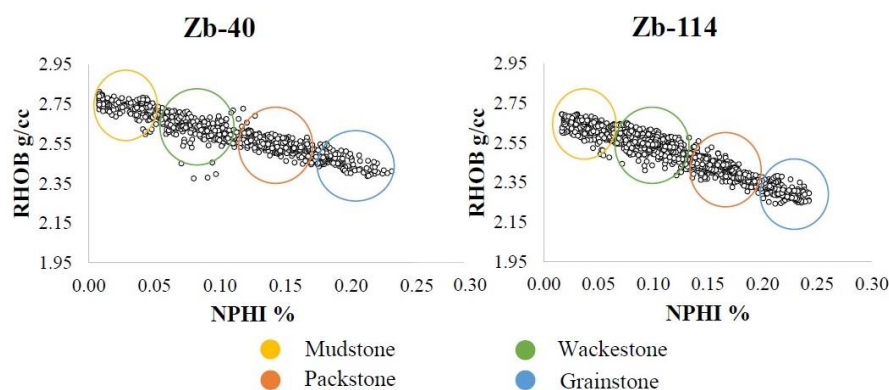 Zb-40
Zb-114
2.95
2.75
2.55
2.35
2.15
1.95
RHOB g/cc
0.00 0.05 0.10 0.15 0.20 0.25 0.30
NPHI %
2.95
2.75
2.55
2.35
2.15
1.95
RHOB g/cc
0.00 0.05 0.10 0.15 0.20 0.25 0.30
NPHI %
Mudstone
Wackestone
Packstone
Grainstone